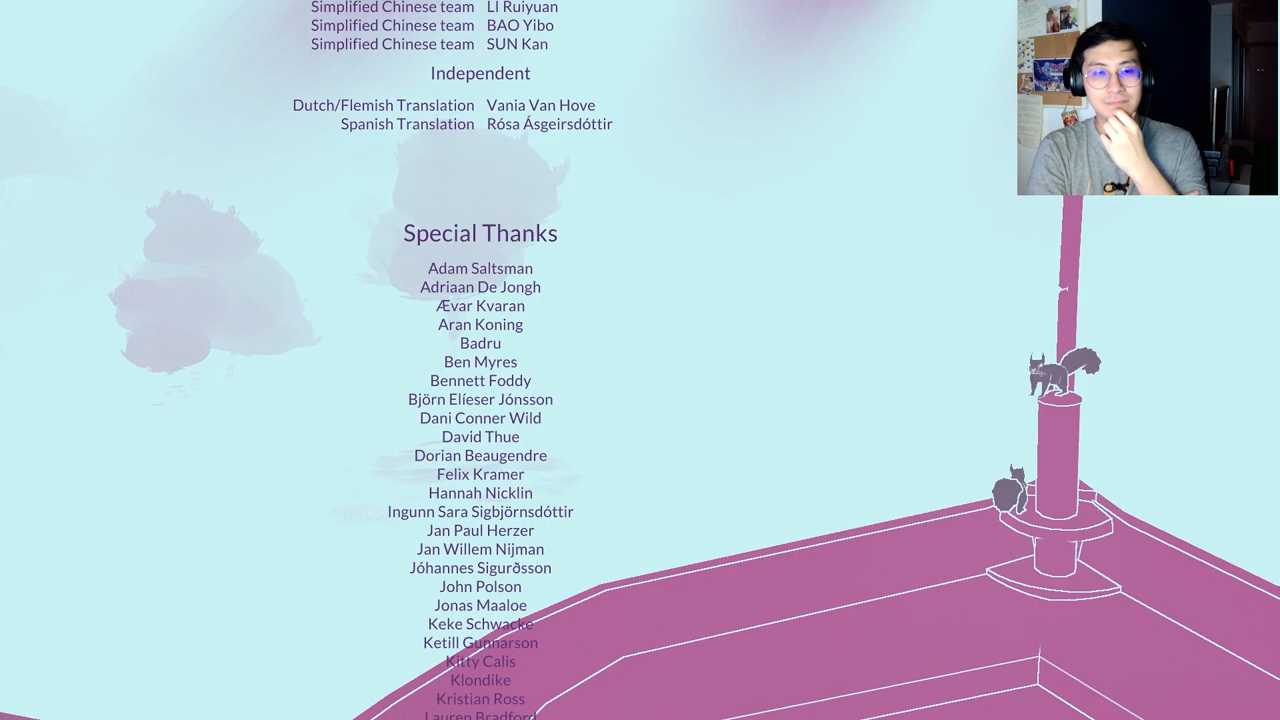 Simplified Chinese team LI Ruiyuan
Simplified Chinese team BAO Yibo
Simplified Chinese team SUN Kan
Independent
Dutch/Flemish Translation Vania Van Hove
Spanish Translation Rósa Ásgeirsdóttir
Special Thanks
Adam Saltsman
Adriaan De Jongh
Ævar Kvaran
Aran Koning
Badru
Ben Myres
Bennett Foddy
Björn Elíeser Jónsson
Dani Conner Wild
David Thue
Dorian Beaugendre
Felix Kramer
Hannah Nicklin
Ingunn Sara Sigbjörnsdóttir
Jan Paul Herzer
Jan Willem Nijman
Jóhannes Sigurðsson
John Polson
Jonas Maaloe
Keke Schwacke
Ketill Gunnarson
Kitty Calis
Klondike
Kristian Ross
Lauren Bradford